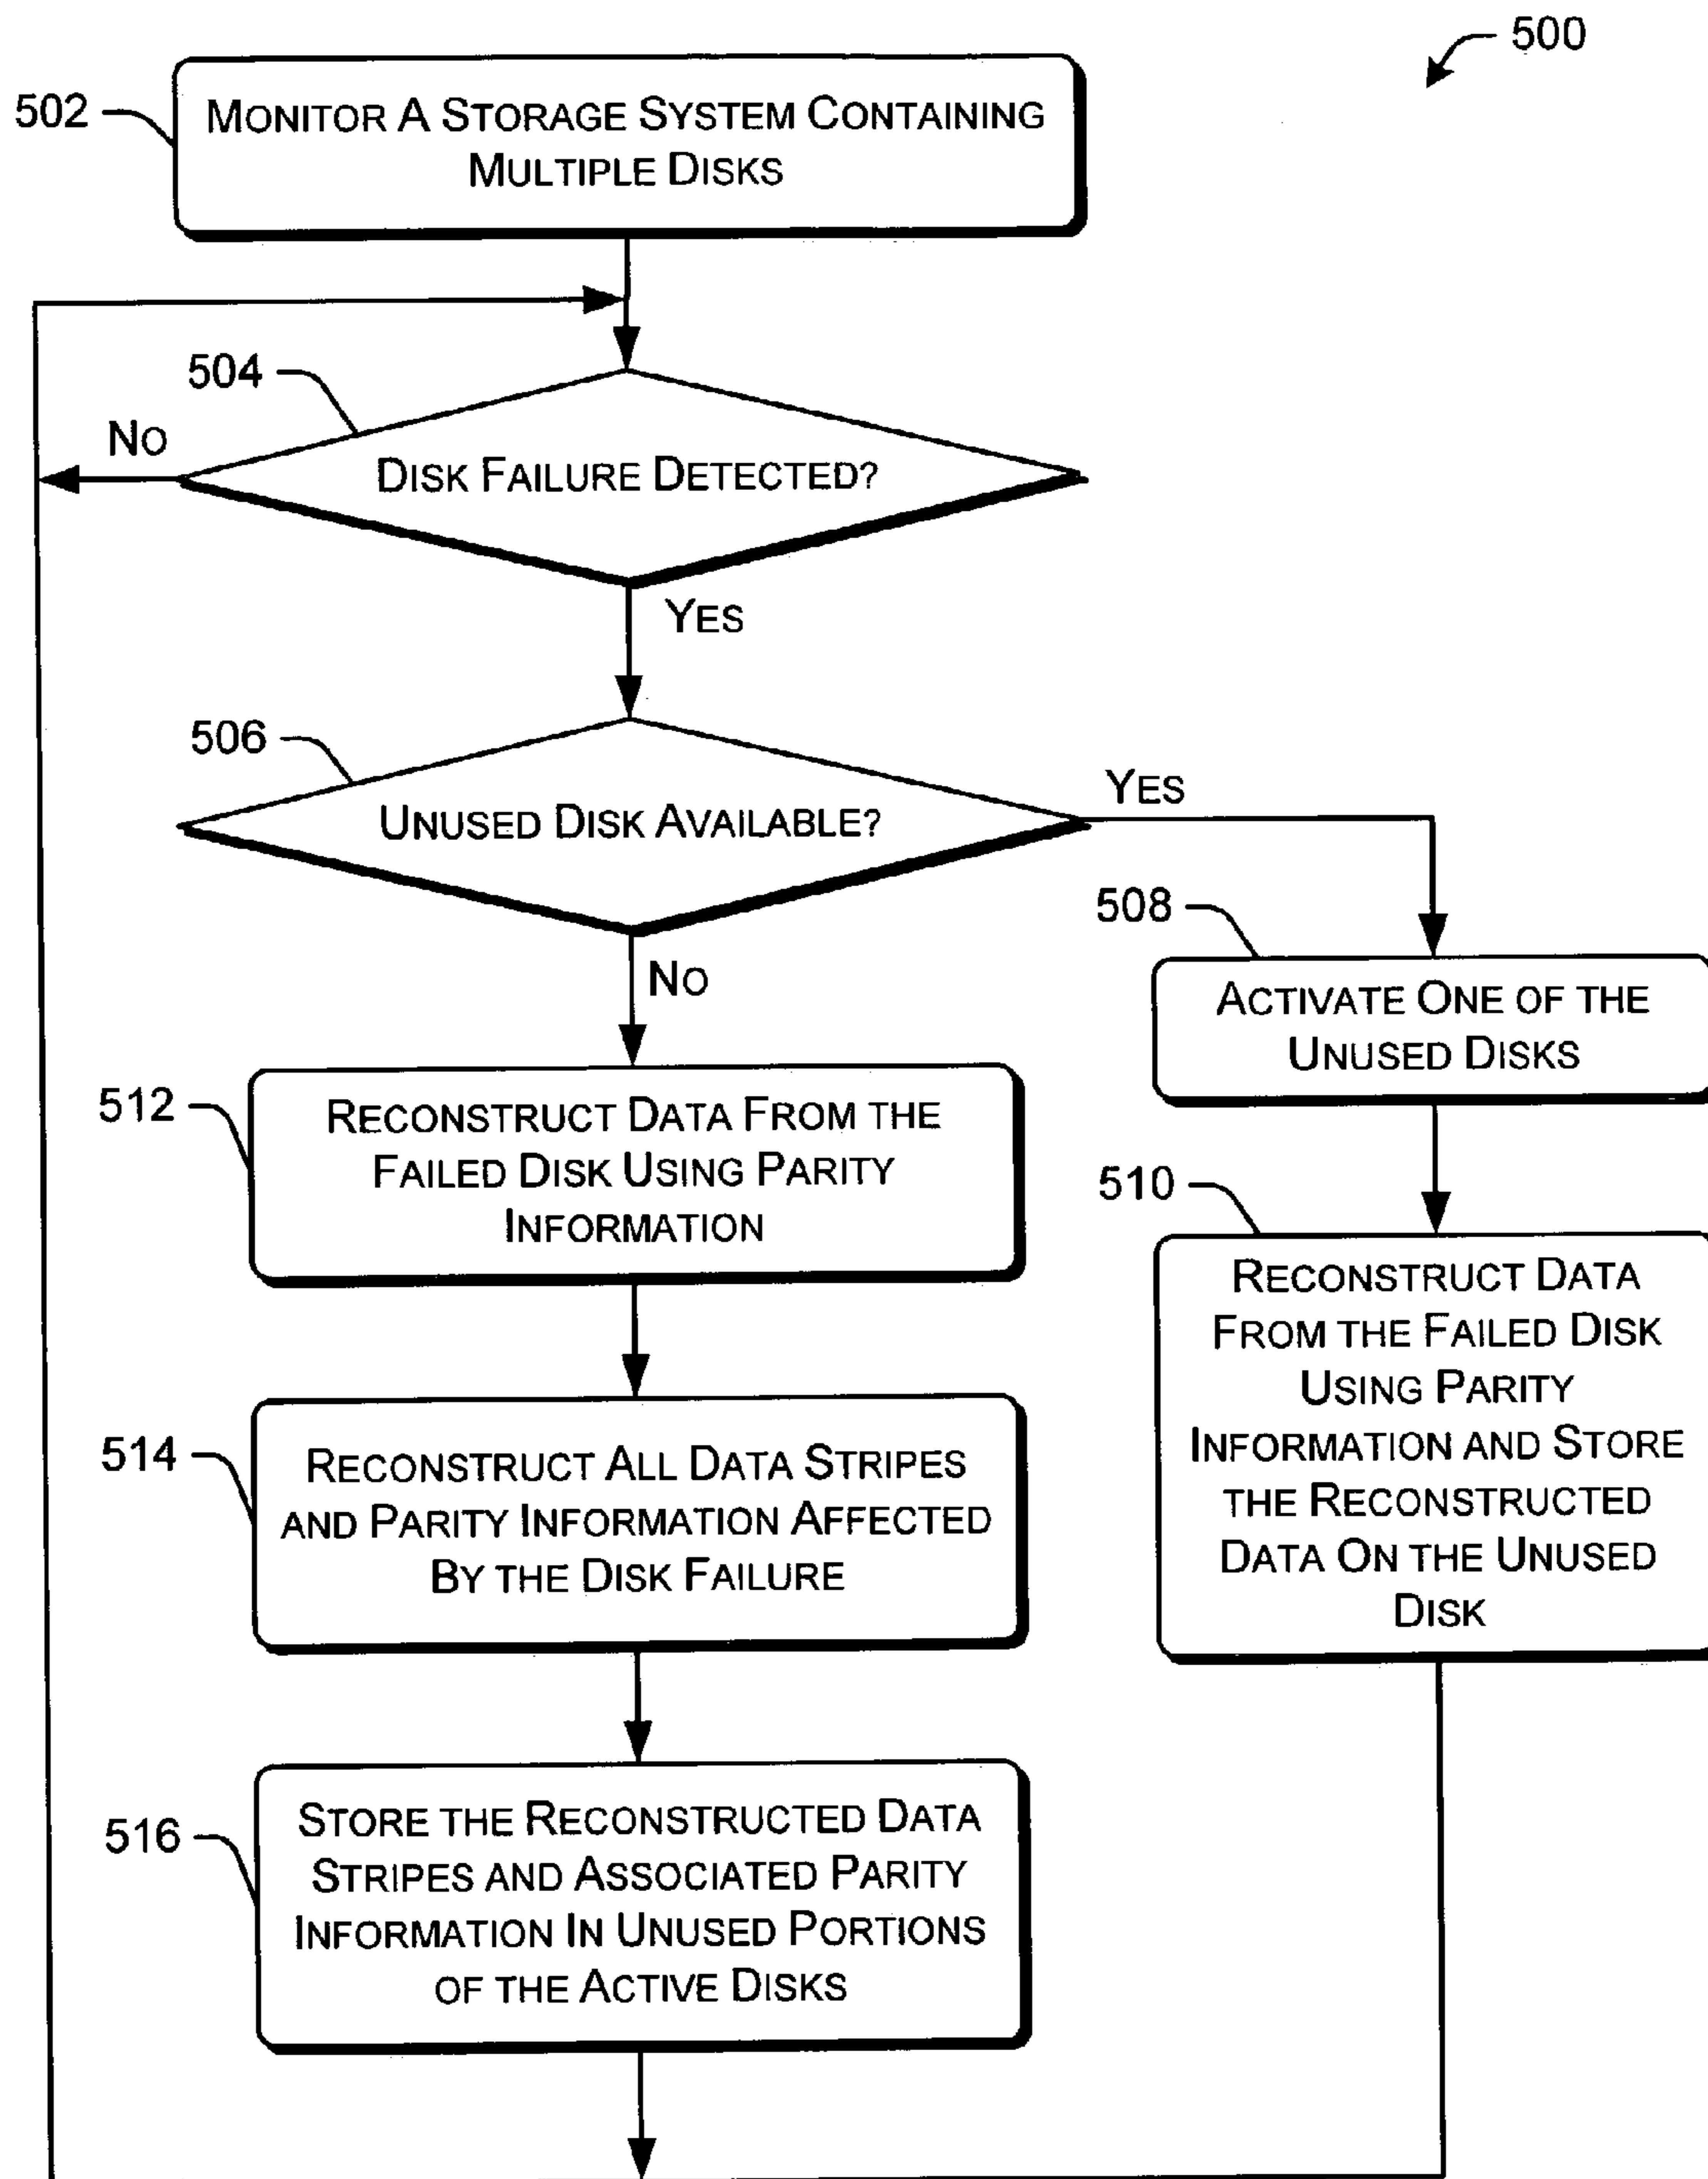 500
502
MONITOR A STORAGE SYSTEM CONTAINING
MULTIPLE DISKS
504
NO
DISK FAILURE DETECTED?
YES
506
UNUSED DISK AVAILABLE?
YES
NO
508
ACTIVATE ONE OF THE
UNUSED DISKS
512
RECONSTRUCT DATA FROM THE
FAILED DISK USING PARITY
INFORMATION
510
RECONSTRUCT DATA
FROM THE FAILED DISK
USING PARITY
INFORMATION AND STORE
THE RECONSTRUCTED
DATA ON THE UNUSED
DISK
514
RECONSTRUCT ALL DATA STRIPES
AND PARITY INFORMATION AFFECTED
BY THE DISK FAILURE
516
STORE THE RECONSTRUCTED DATA
STRIPES AND ASSOCIATED PARITY
INFORMATION IN UNUSED PORTIONS
OF THE ACTIVE DISKS